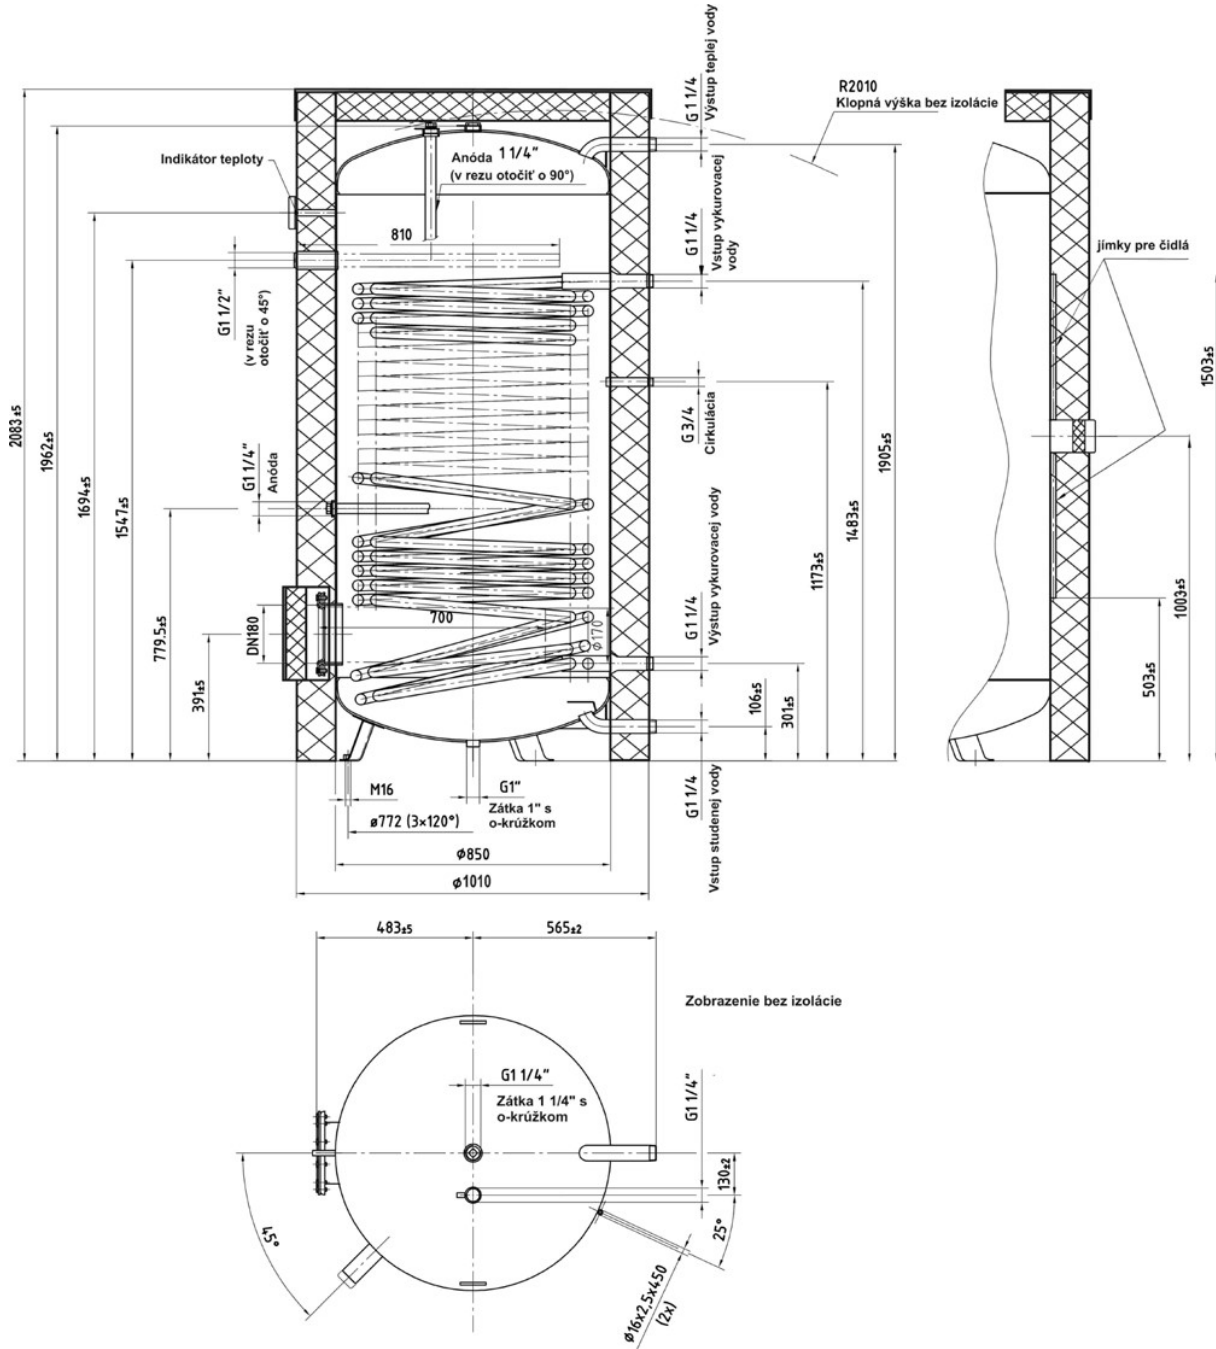 R2010
Klopná výška bez izolácie
G1 1/4
Výstup teplej vody
Indikátor teploty
Anóda 1 1/4"
(v rezu otočiť o 90°)
810
G1 1/4
Vstup vykurovacej
vody
jímky pre čidlá
G1 1/2"
(v rezu
otočiť o 45°)
2083±5
1962±5
1694±5
1547±5
G1 1/4"
Anóda
779.5±5
391±5
DN180
700
ø170
G 3/4
Cirkulácia
G1 1/4
Výstup vykurovacej vody
106±5
301±5
1173±5
1483±5
1905±5
503±5
1003±5
1503±5
M16
G1"
Zátka 1" s
o-krúžkom
G1 1/4
Vstup studenej vody
ø772 (3×120°)
ø850
ø1010
483±5
565±2
Zobrazenie bez izolácie
G1 1/4"
Zátka 1 1/4" s
o-krúžkom
G1 1/4"
130±2
25°
45°
ø16x2,5x450
(2x)